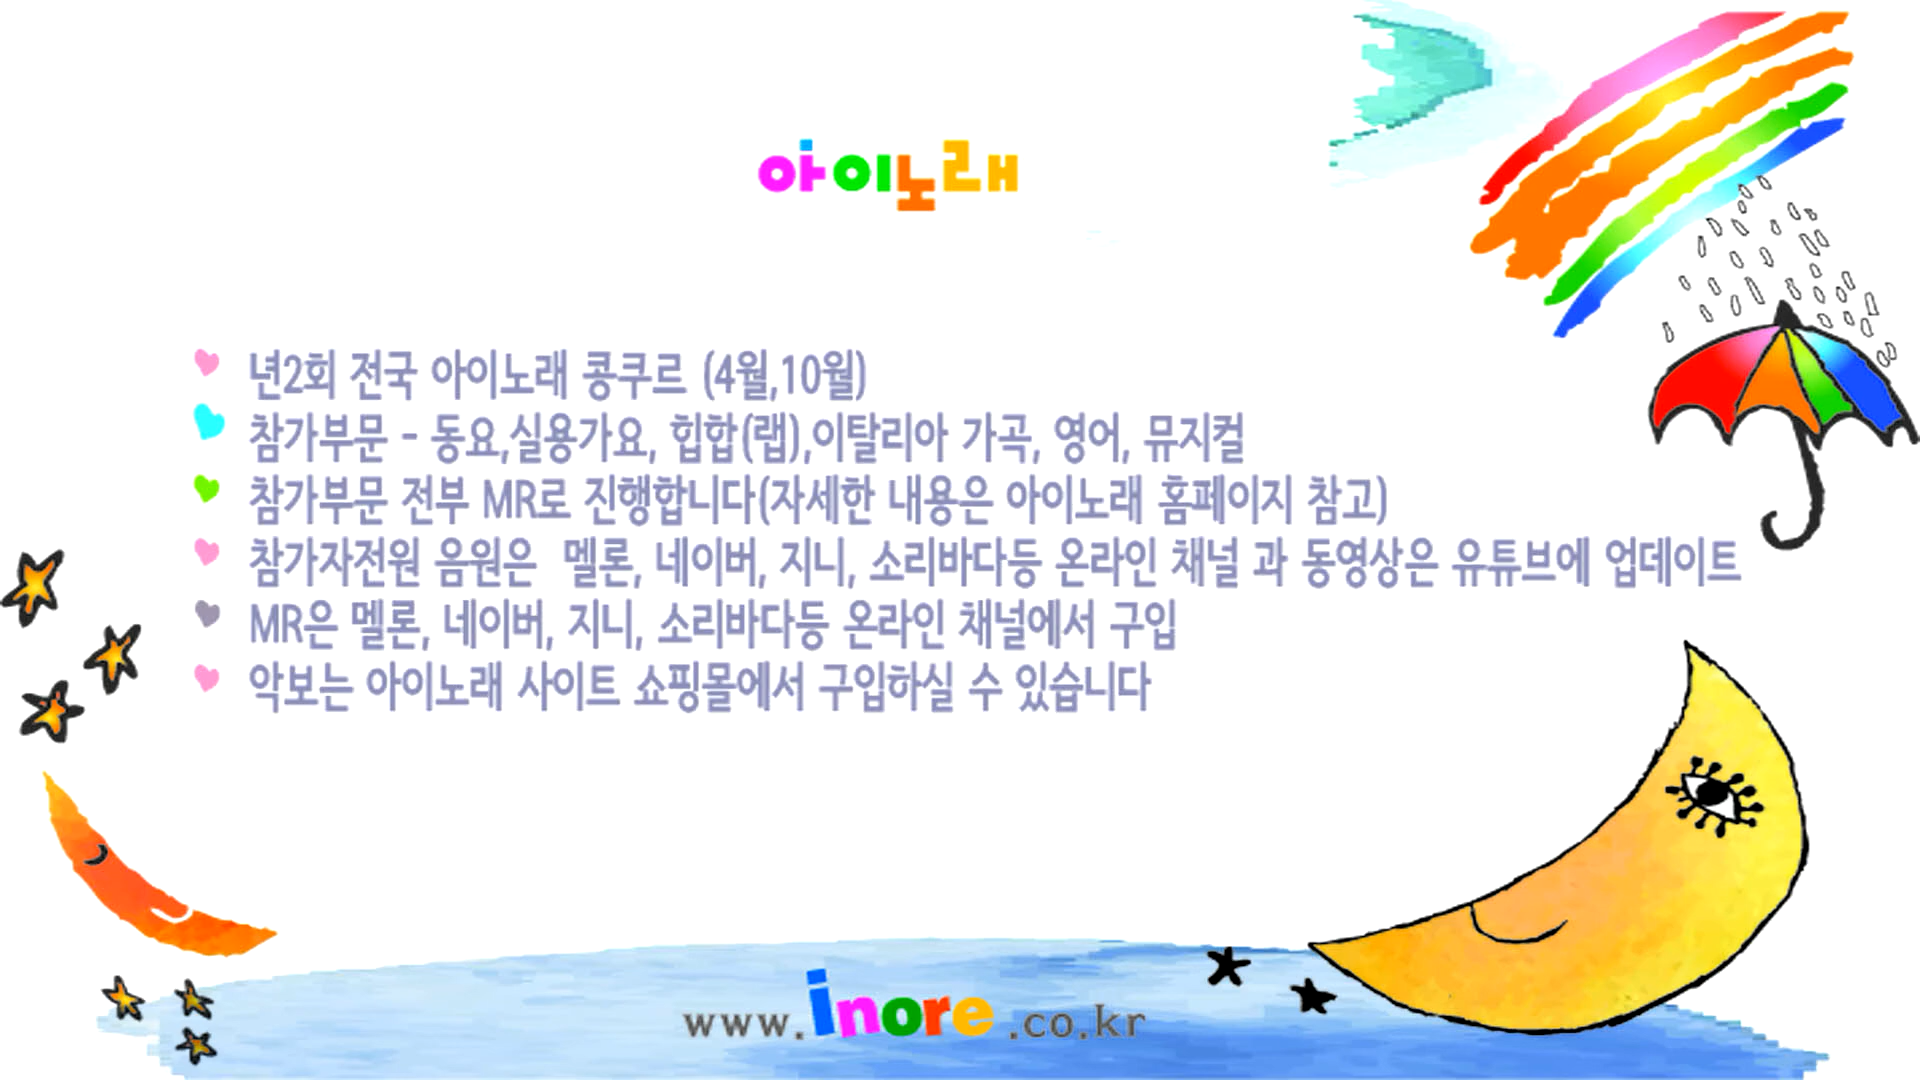 아이노래
년2회 전국 아이노래 콩쿠르 (4월,10월)
참가부문 - 동요,실용가요, 힙합(랩),이탈리아 가곡, 영어, 뮤지컬
참가부문 전부 MR로 진행합니다(자세한 내용은 아이노래 홈페이지 참고)
참가자전원 음원은 멜론, 네이버, 지니, 소리바다등 온라인 채널 과 동영상은 유튜브에 업데이트
MR은 멜론, 네이버, 지니, 소리바다등 온라인 채널에서 구입
악보는 아이노래 사이트 쇼핑몰에서 구입하실 수 있습니다
www.inore.co.kr